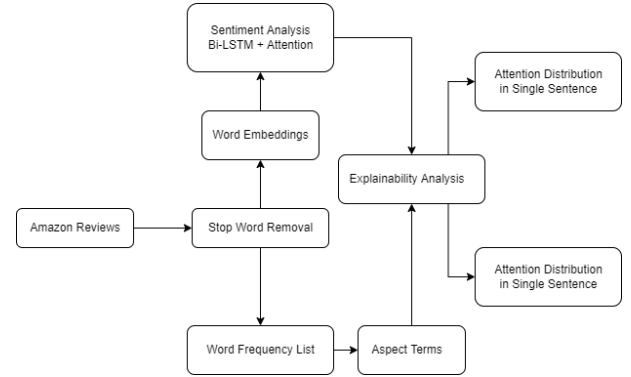 Sentiment Analysis
Bi-LSTM + Attention
Attention Distribution
in Single Sentence
Word Embeddings
Explainability Analysis
Amazon Reviews
Stop Word Removal
Attention Distribution
in Single Sentence
Word Frequency List
Aspect Terms